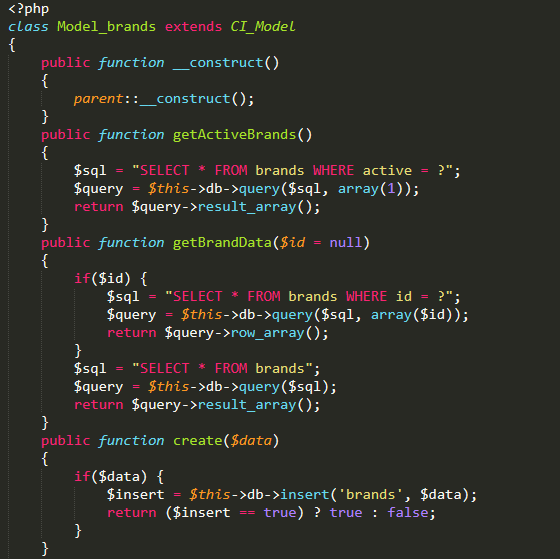 <?php
class Model_brands extends CI_Model
{
    public function __construct()
    {
        parent::__construct();
    }
    public function getActiveBrands()
    {
        $sql = "SELECT * FROM brands WHERE active = ?";
        $query = $this->db->query($sql, array(1));
        return $query->result_array();
    }
    public function getBrandData($id = null)
    {
        if($id) {
            $sql = "SELECT * FROM brands WHERE id = ?";
            $query = $this->db->query($sql, array($id));
            return $query->row_array();
        }
        $sql = "SELECT * FROM brands";
        $query = $this->db->query($sql);
        return $query->result_array();
    }
    public function create($data)
    {
        if($data) {
            $insert = $this->db->insert('brands', $data);
            return ($insert == true) ? true : false;
        }
    }